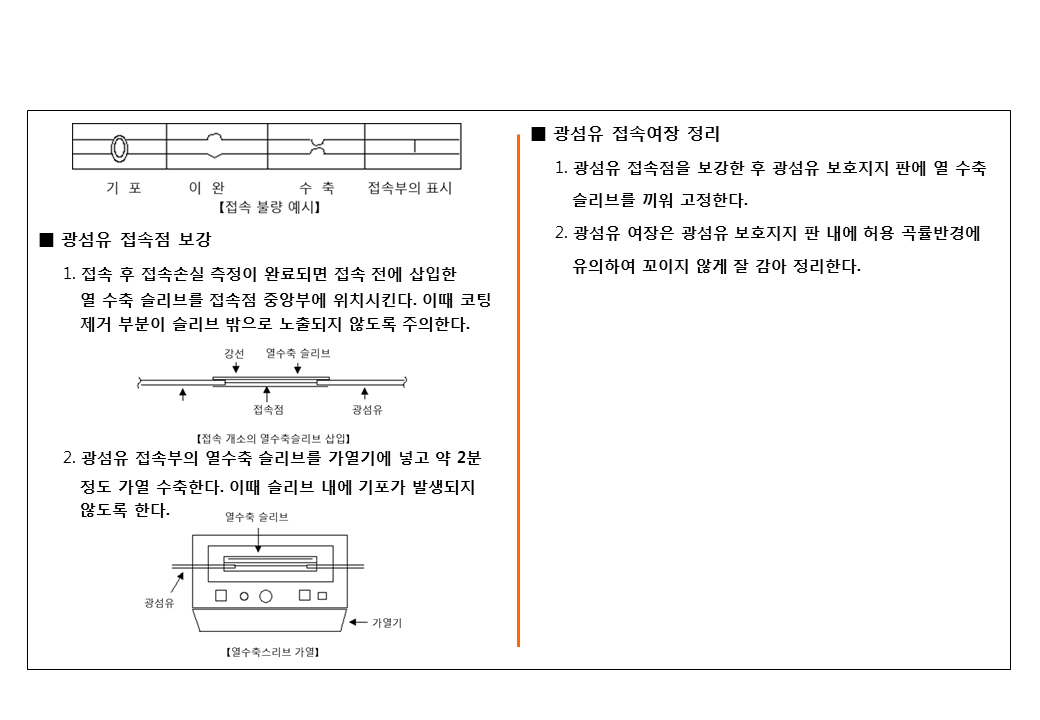 기 포 이 완 수 축 접속부의 표시
【접속 불량 예시】
■ 광섬유 접속점 보강
1. 접속 후 접속손실 측정이 완료되면 접속 전에 삽입한
열 수축 슬리브를 접속점 중앙부에 위치시킨다. 이때 코팅
제거 부분이 슬리브 밖으로 노출되지 않도록 주의한다.
강선 열수축 슬리브
접속점 광섬유
【접속 개소의 열수축슬리브 삽입】
2. 광섬유 접속부의 열수축 슬리브를 가열기에 넣고 약 2분
정도 가열 수축한다. 이때 슬리브 내에 기포가 발생되지
않도록 한다.
열수축 슬리브
광섬유
가열기
【열수축스리브 가열】
■ 광섬유 접속여장 정리
1. 광섬유 접속점을 보강한 후 광섬유 보호지지 판에 열 수축
슬리브를 끼워 고정한다.
2. 광섬유 여장은 광섬유 보호지지 판 내에 허용 곡률반경에
유의하여 꼬이지 않게 잘 감아 정리한다.